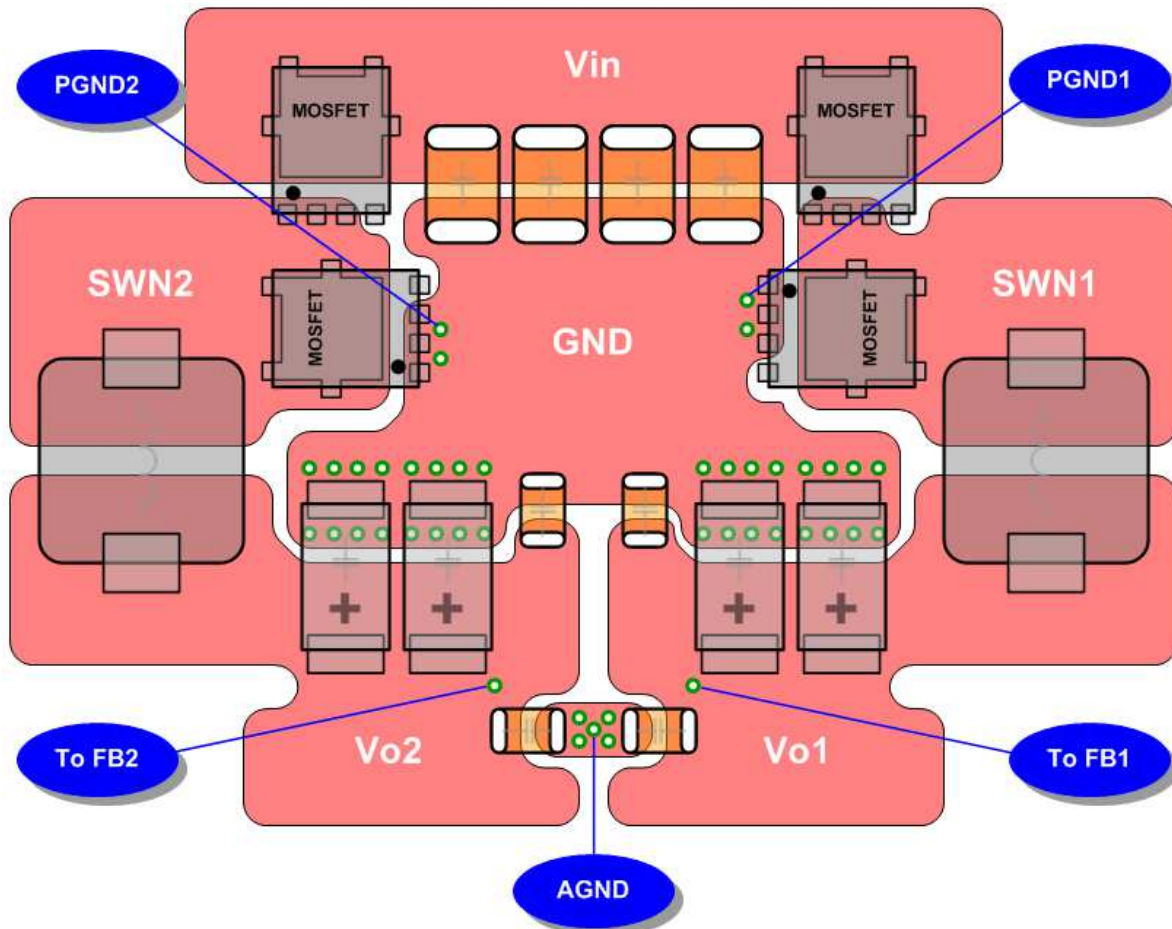 Vin
PGND2
PGND1
MOSFET
MOSFET
SWN2
SWN1
MOSFET
GND
MOSFET
+
+
+
+
To FB2
Vo2
Vo1
To FB1
AGND